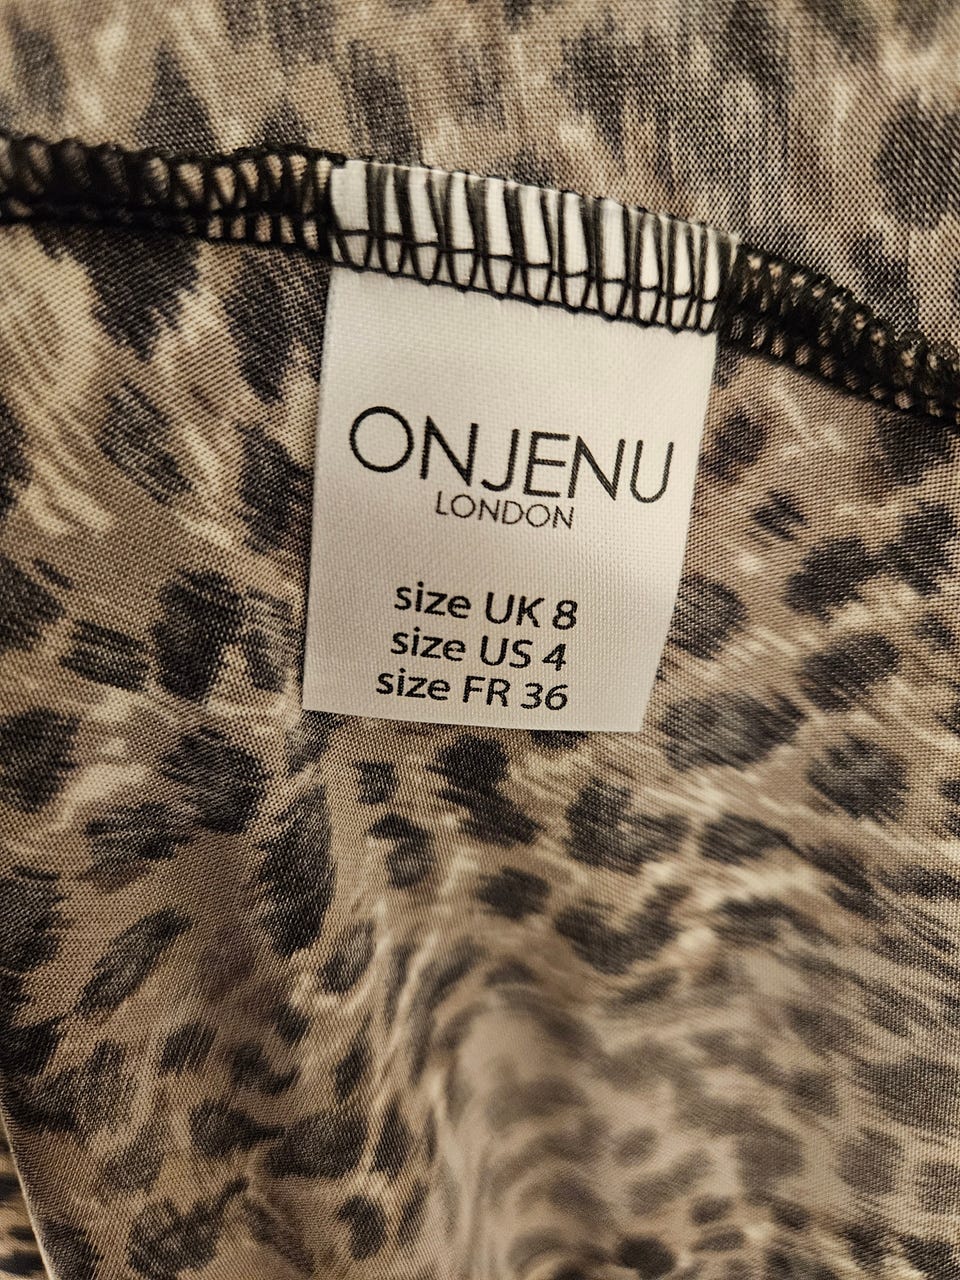 ONJENU
LONDON
size UK 8
size US 4
size FR 36